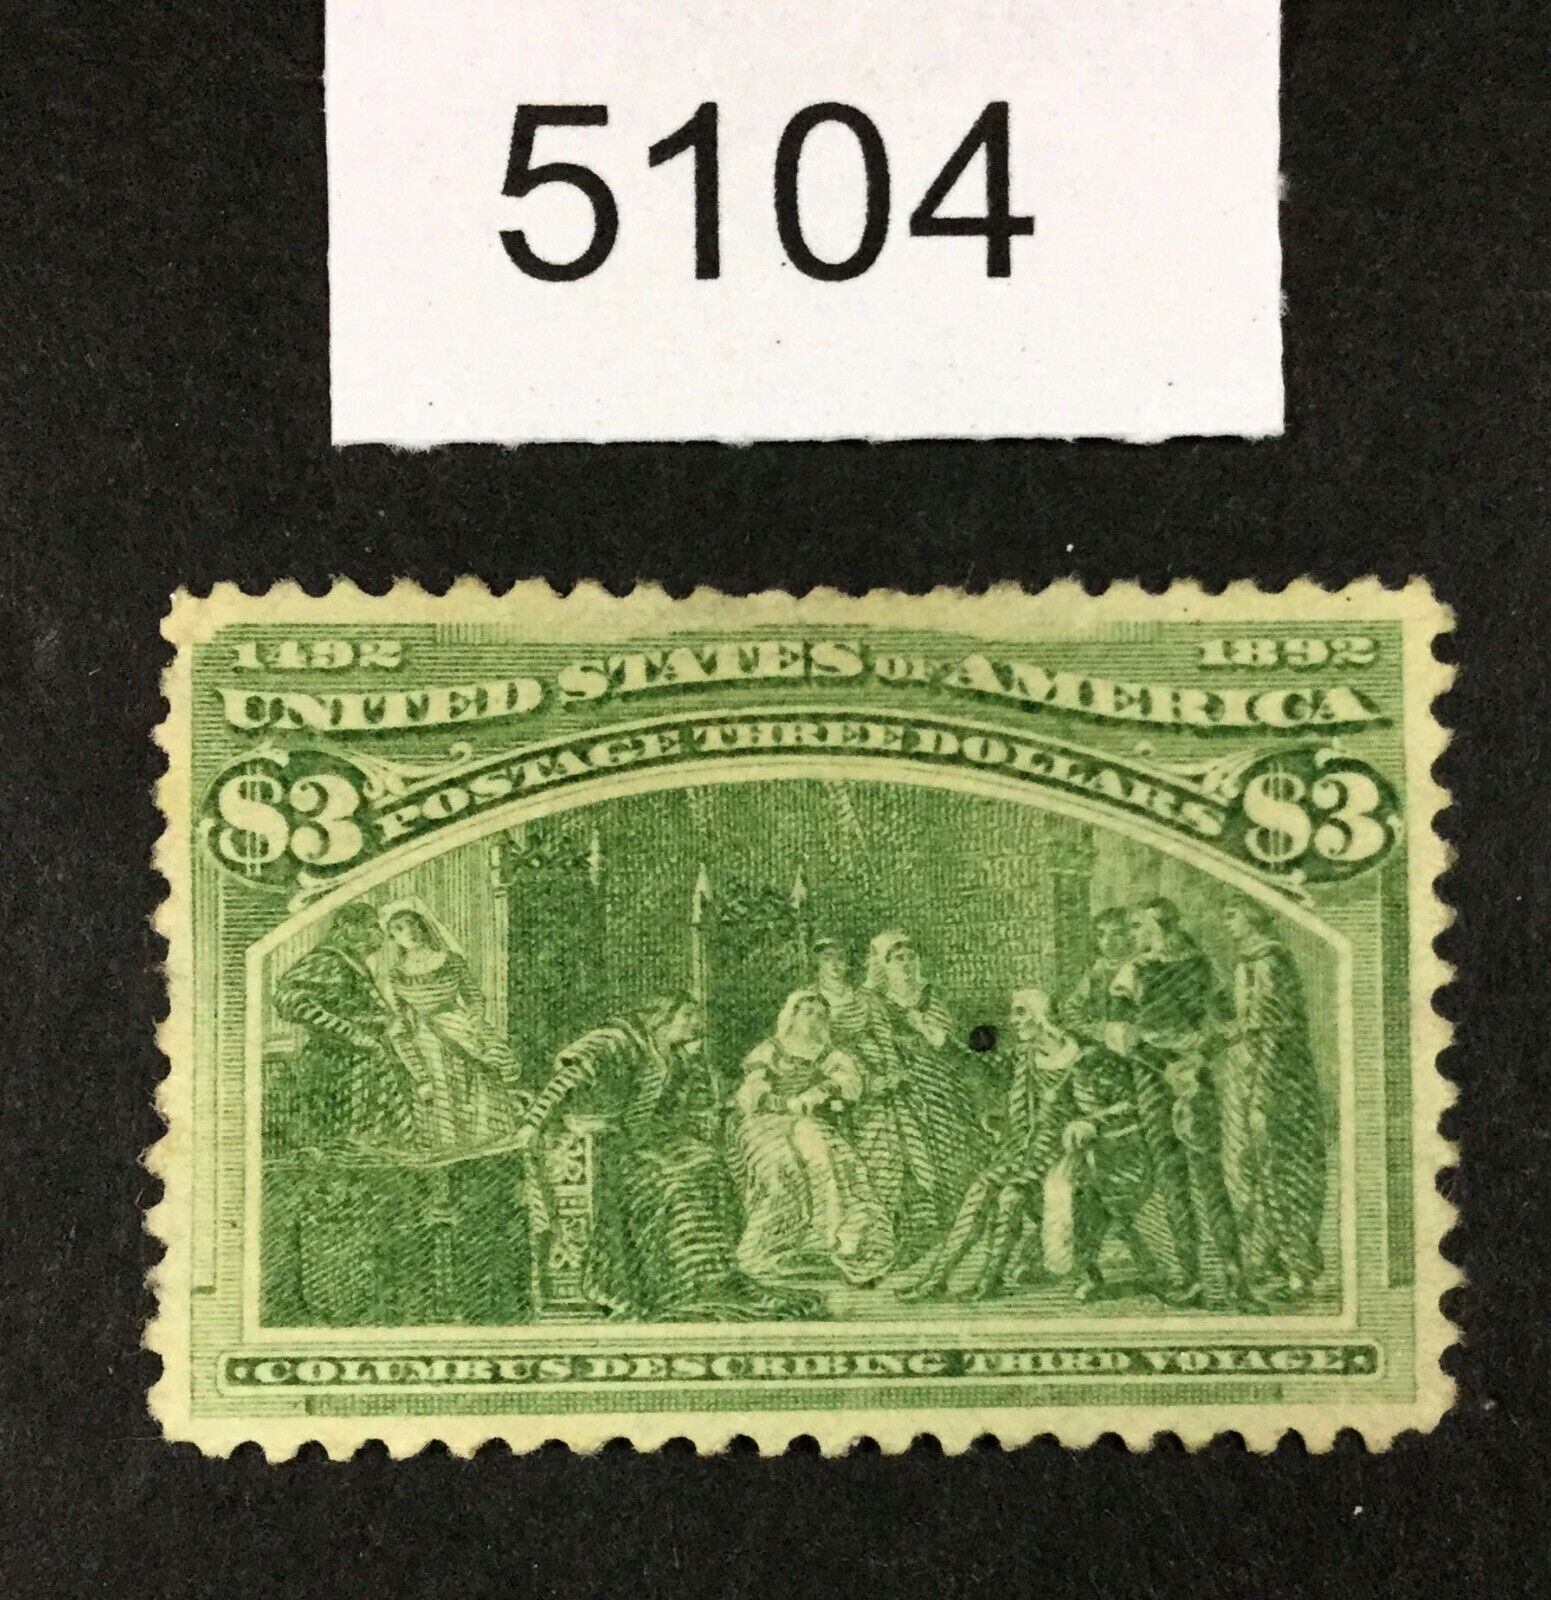 5104
1492 1892
UNITED STATES OF AMERICA
POSTAGE THREE DOLLARS
$3 $3
COLUMBUS DESCRIBING THIRD VOYAGE